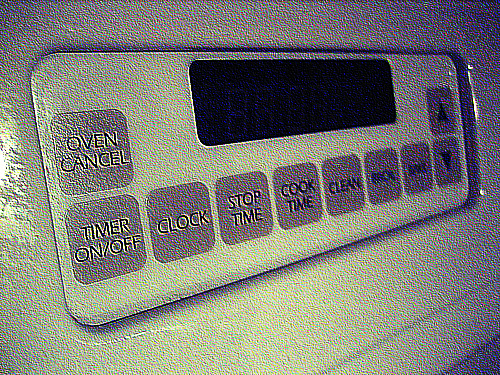 OVEN
CANCEL
TIMER
ON/OFF
CLOCK
STOP
TIME
COOK
TIME
CLEAN